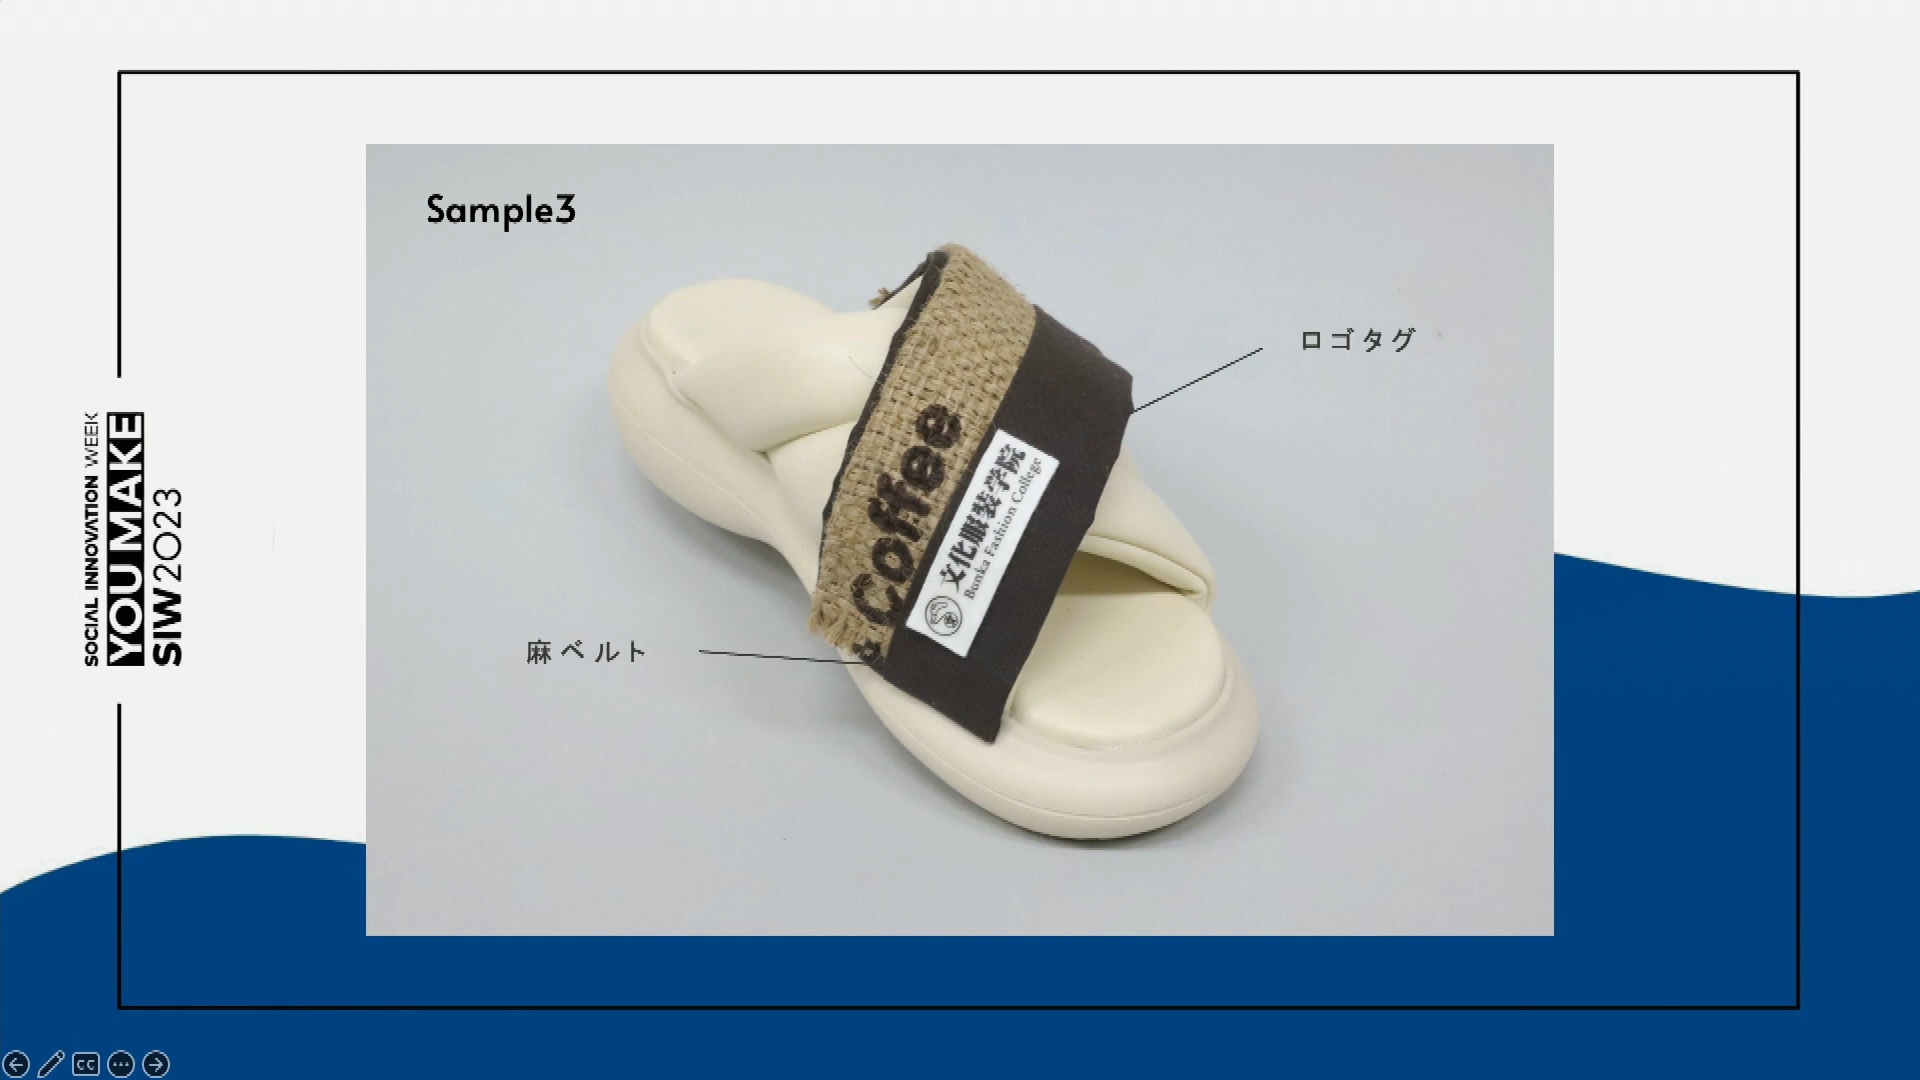 SOCIAL INNOVATION WEEK
YOU MAKE
SIW2023
Sample3
ロゴタグ
Coffee
&
文化服装学院
Bunka Fashion College
麻ベルト
CC